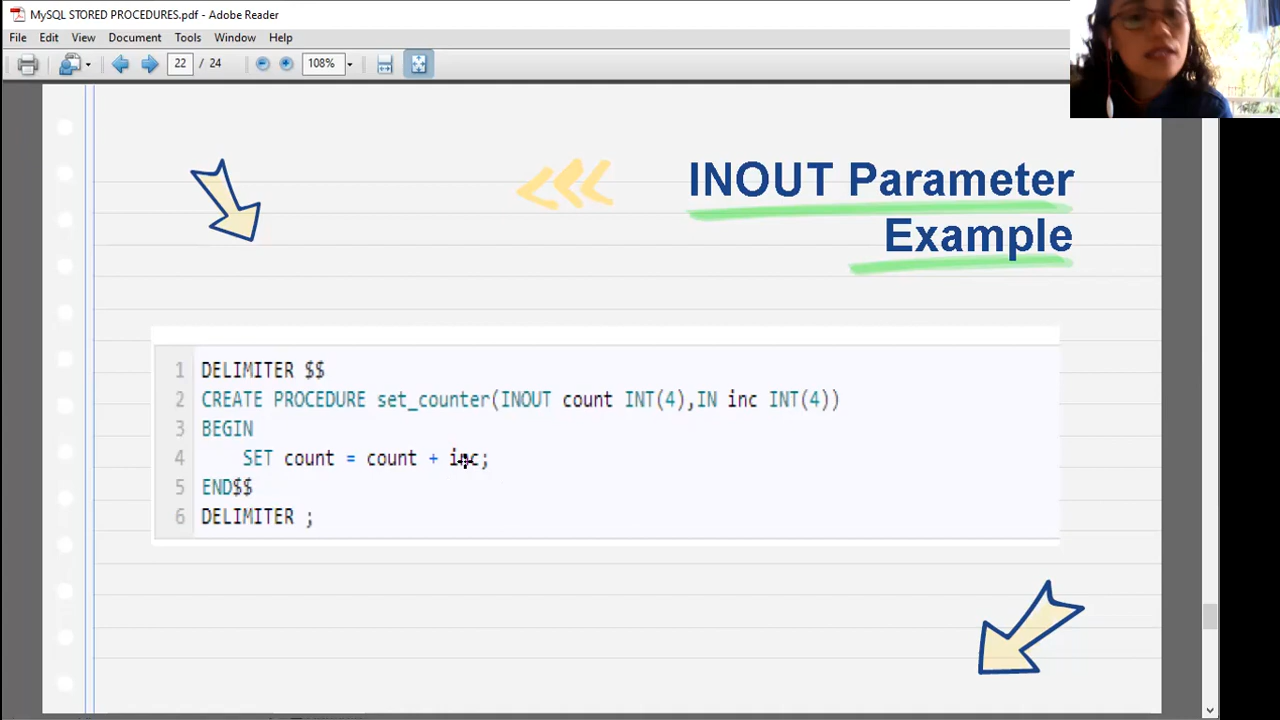 MySQL STORED PROCEDURES.pdf - Adobe Reader
File Edit View Document Tools Window Help
22 / 24 108%
INOUT Parameter
Example
1 DELIMITER $$
2 CREATE PROCEDURE set_counter(INOUT count INT(4),IN inc INT(4))
3 BEGIN
4 SET count = count + inc;
5 END$$
6 DELIMITER ;